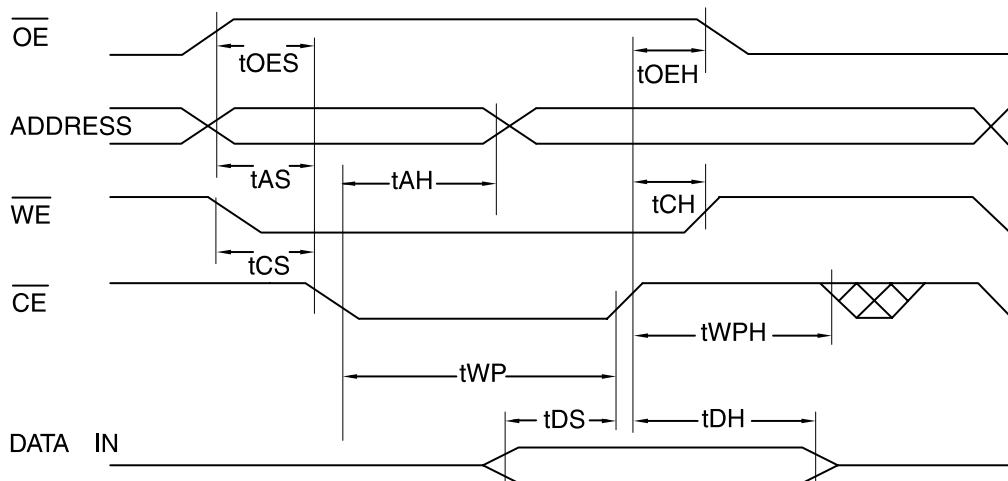 OE
tOES
tOEH
ADDRESS
tAS
tAH
tCH
WE
tCS
CE
tWPH
tWP
tDS
tDH
DATA IN